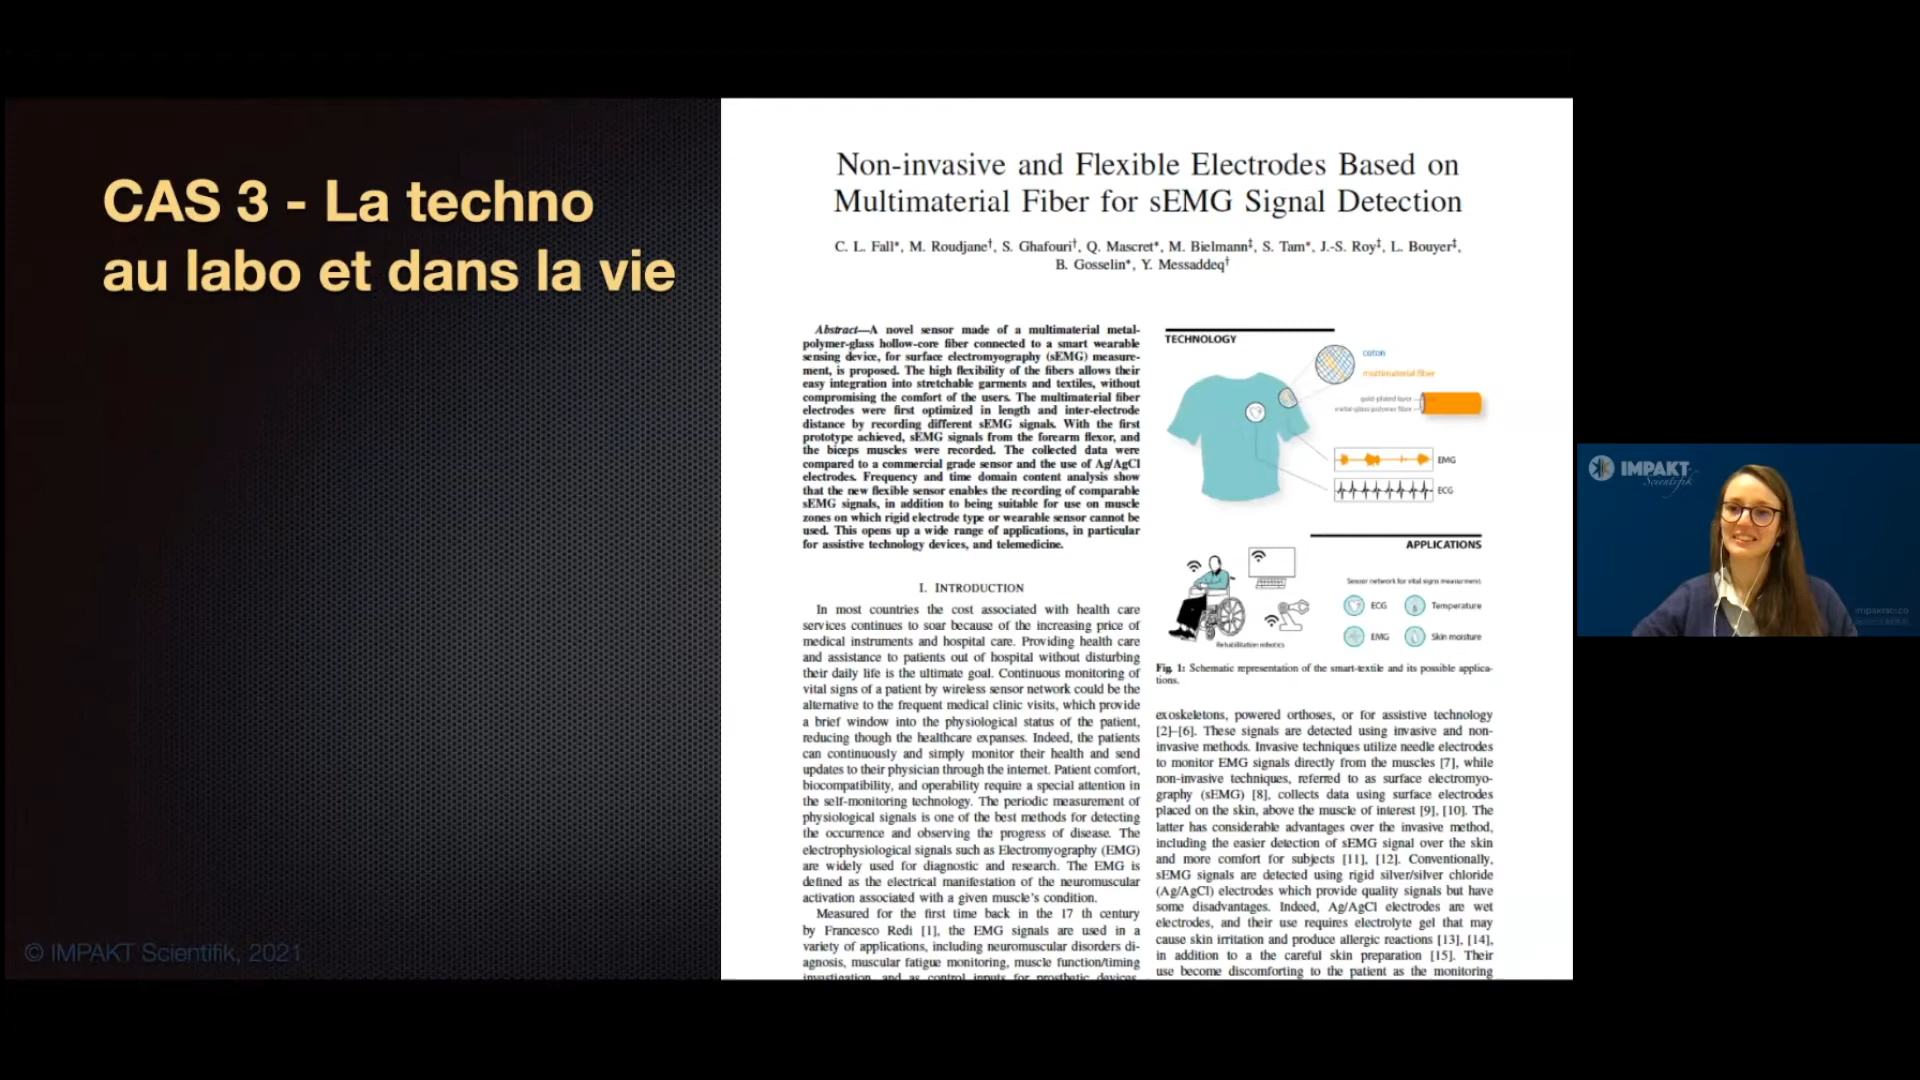 CAS 3 - La techno
au labo et dans la vie
© IMPAKT Scientifik, 2021
Non-invasive and Flexible Electrodes Based on
Multimaterial Fiber for sEMG Signal Detection
C. L. Fall*, M. Roudjane†, S. Ghafouri†, Q. Mascret*, M. Bielmann‡, S. Tam*, J.-S. Roy‡, L. Bouyer‡,
B. Gosselin*, Y. Messaddeq†
Abstract—A novel sensor made of a multimaterial metal-
polymer-glass hollow-core fiber connected to a smart wearable
sensing device, for surface electromyography (sEMG) measure-
ment, is proposed. The high flexibility of the fibers allows their
easy integration into stretchable garments and textiles, without
compromising the comfort of the users. The multimaterial fiber
electrodes were first optimized in length and inter-electrode
distance by recording different sEMG signals. With the first
prototype achieved, sEMG signals from the forearm flexor, and
the biceps muscles were recorded. The collected data were
compared to a commercial grade sensor and the use of Ag/AgCl
electrodes. Frequency and time domain content analysis show
that the new flexible sensor enables the recording of comparable
sEMG signals, in addition to being suitable for use on muscle
zones on which rigid electrode type or wearable sensor cannot be
used. This opens up a wide range of applications, in particular
for assistive technology devices, and telemedicine.
I. INTRODUCTION
In most countries the cost associated with health care
services continues to soar because of the increasing price of
medical instruments and hospital care. Providing health care
and assistance to patients out of hospital without disturbing
their daily life is the ultimate goal. Continuous monitoring of
vital signs of a patient by wireless sensor network could be the
alternative to the frequent medical clinic visits, which provide
a brief window into the physiological status of the patient,
reducing though the healthcare expanses. Indeed, the patients
can continuously and simply monitor their health and send
updates to their physician through the internet. Patient comfort,
biocompatibility, and operability require a special attention in
the self-monitoring technology. The periodic measurement of
physiological signals is one of the best methods for detecting
the occurrence and observing the progress of disease. The
electrophysiological signals such as Electromyography (EMG)
are widely used for diagnostic and research. The EMG is
defined as the electrical manifestation of the neuromuscular
activation associated with a given muscle's condition.
Measured for the first time back in the 17 th century
by Francesco Redi [1], the EMG signals are used in a
variety of applications, including neuromuscular disorders di-
agnosis, muscular fatigue monitoring, muscle function/timing
investigation, and as control inputs for prosthetic devices,
TECHNOLOGY
coton
multimaterial fiber
gold-plated layer
metal-glass-polymer fiber
EMG
ECG
APPLICATIONS
Sensor network for vital signs measurment
ECG
Temperature
EMG
Skin moisture
Rehabilitation robotics
Fig. 1: Schematic representation of the smart-textile and its possible applica-
tions.
exoskeletons, powered orthoses, or for assistive technology
[2]–[6]. These signals are detected using invasive and non-
invasive methods. Invasive techniques utilize needle electrodes
to monitor EMG signals directly from the muscles [7], while
non-invasive techniques, referred to as surface electromyo-
graphy (sEMG) [8], collects data using surface electrodes
placed on the skin, above the muscle of interest [9], [10]. The
latter has considerable advantages over the invasive method,
including the easier detection of sEMG signal over the skin
and more comfort for subjects [11], [12]. Conventionally,
sEMG signals are detected using rigid silver/silver chloride
(Ag/AgCl) electrodes which provide quality signals but have
some disadvantages. Indeed, Ag/AgCl electrodes are wet
electrodes, and their use requires electrolyte gel that may
cause skin irritation and produce allergic reactions [13], [14],
in addition to a the careful skin preparation [15]. Their
use become discomforting to the patient as the monitoring
IMPAKT
Scientifik